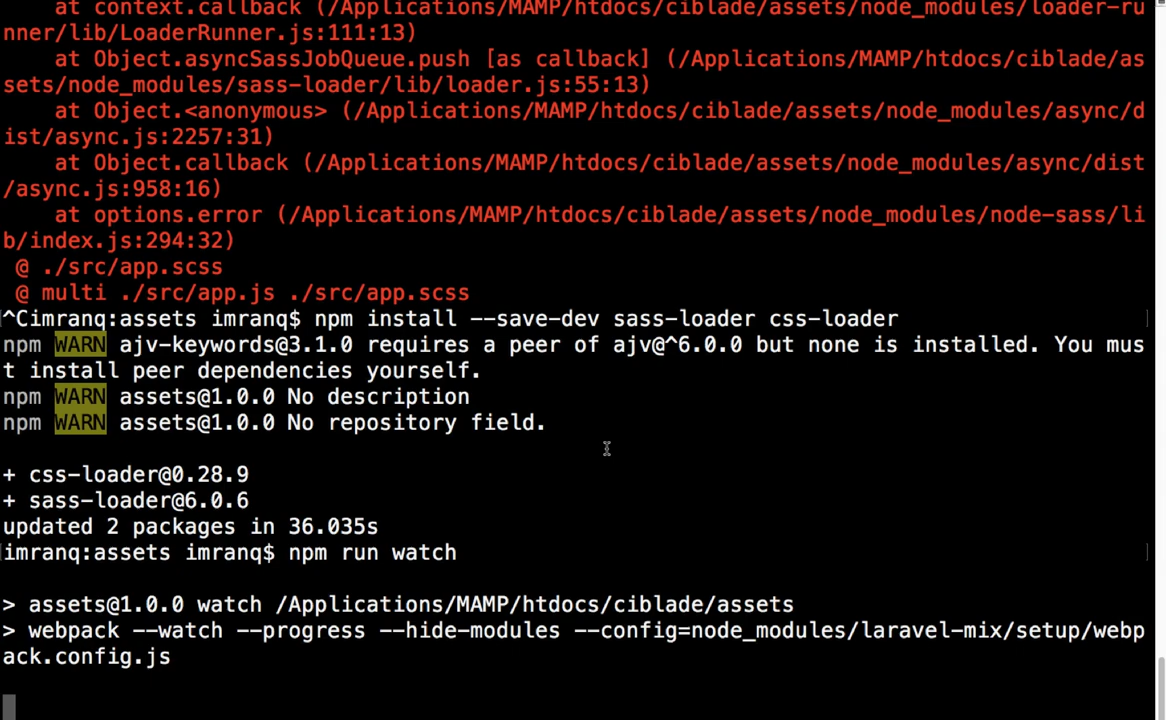 at context.callback (/Applications/MAMP/htdocs/ciblade/assets/node_modules/loader-ru
nner/lib/LoaderRunner.js:111:13)
    at Object.asyncSassJobQueue.push [as callback] (/Applications/MAMP/htdocs/ciblade/as
sets/node_modules/sass-loader/lib/loader.js:55:13)
    at Object.<anonymous> (/Applications/MAMP/htdocs/ciblade/assets/node_modules/async/d
ist/async.js:2257:31)
    at Object.callback (/Applications/MAMP/htdocs/ciblade/assets/node_modules/async/dist
/async.js:958:16)
    at options.error (/Applications/MAMP/htdocs/ciblade/assets/node_modules/node-sass/li
b/index.js:294:32)
 @ ./src/app.scss
 @ multi ./src/app.js ./src/app.scss
^Cimranq:assets imranq$ npm install --save-dev sass-loader css-loader
npm WARN ajv-keywords@3.1.0 requires a peer of ajv@^6.0.0 but none is installed. You mus
t install peer dependencies yourself.
npm WARN assets@1.0.0 No description
npm WARN assets@1.0.0 No repository field.

+ css-loader@0.28.9
+ sass-loader@6.0.6
updated 2 packages in 36.035s
imranq:assets imranq$ npm run watch

> assets@1.0.0 watch /Applications/MAMP/htdocs/ciblade/assets
> webpack --watch --progress --hide-modules --config=node_modules/laravel-mix/setup/webp
ack.config.js